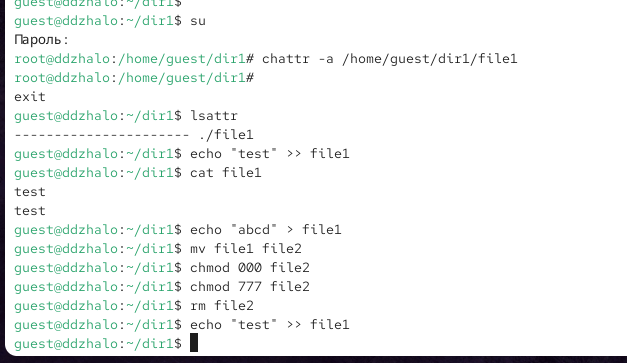 guest@ddzhalo:~/dir1$
guest@ddzhalo:~/dir1$ su
Пароль:
root@ddzhalo:/home/guest/dir1# chattr -a /home/guest/dir1/file1
root@ddzhalo:/home/guest/dir1#
exit
guest@ddzhalo:~/dir1$ lsattr
---------------------- ./file1
guest@ddzhalo:~/dir1$ echo "test" >> file1
guest@ddzhalo:~/dir1$ cat file1
test
test
guest@ddzhalo:~/dir1$ echo "abcd" > file1
guest@ddzhalo:~/dir1$ mv file1 file2
guest@ddzhalo:~/dir1$ chmod 000 file2
guest@ddzhalo:~/dir1$ chmod 777 file2
guest@ddzhalo:~/dir1$ rm file2
guest@ddzhalo:~/dir1$ echo "test" >> file1
guest@ddzhalo:~/dir1$